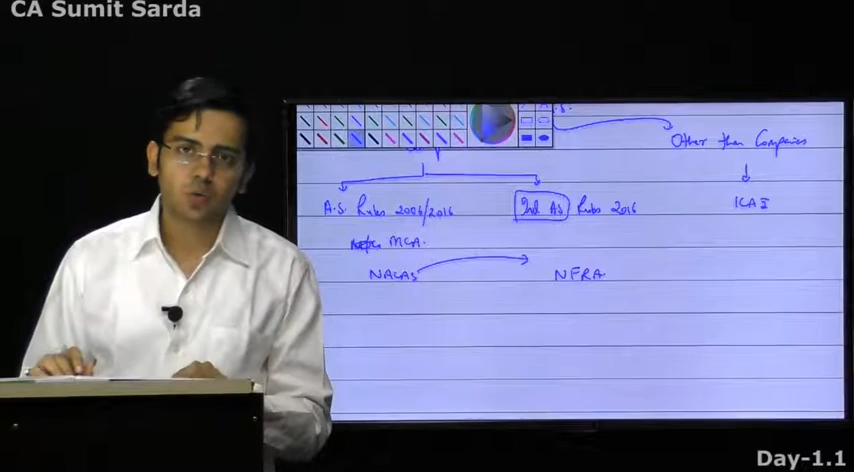 CA Sumit Sarda
Other than Companies
A.S. Rules 2006/2016
Ind AS Rules 2016
ICAI
MCA.
NACAS
NFRA
Day-1.1